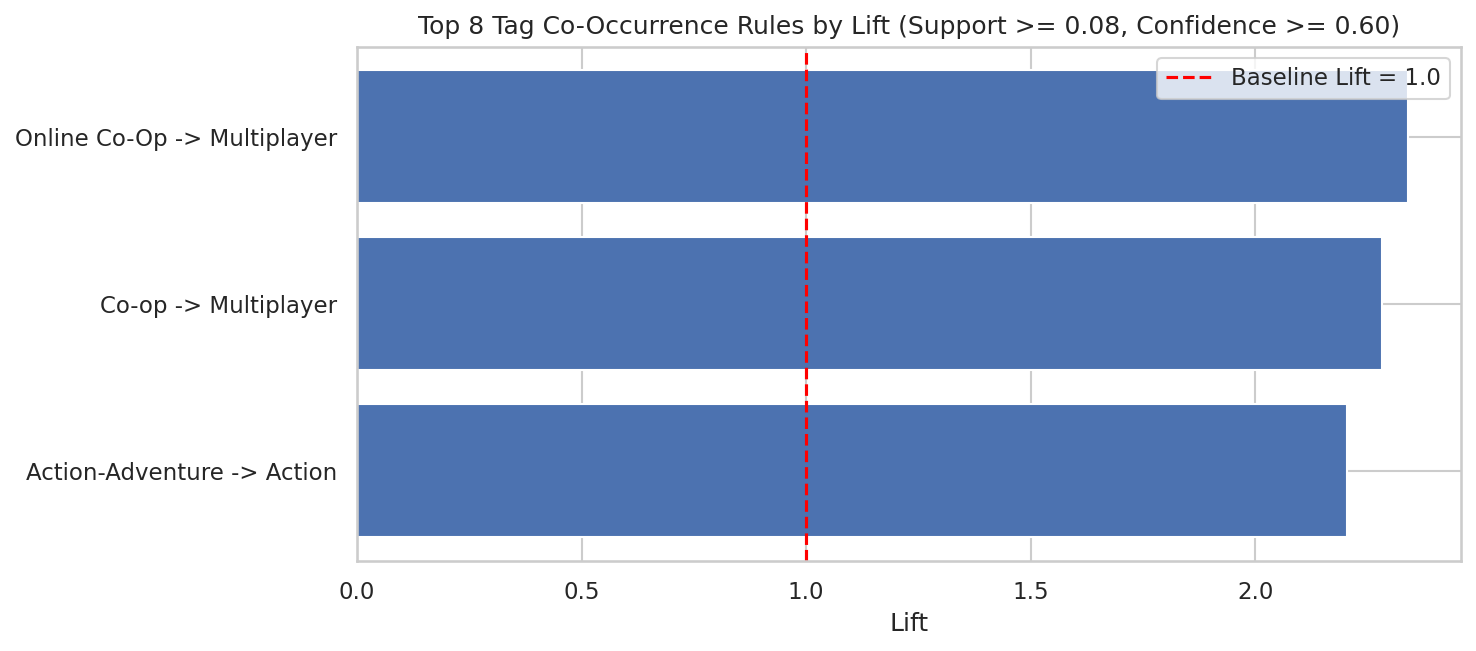 Top 8 Tag Co-Occurrence Rules by Lift (Support >= 0.08, Confidence >= 0.60)
Baseline Lift = 1.0
Online Co-Op -> Multiplayer
Co-op -> Multiplayer
Action-Adventure -> Action
0.0 0.5 1.0 1.5 2.0
Lift